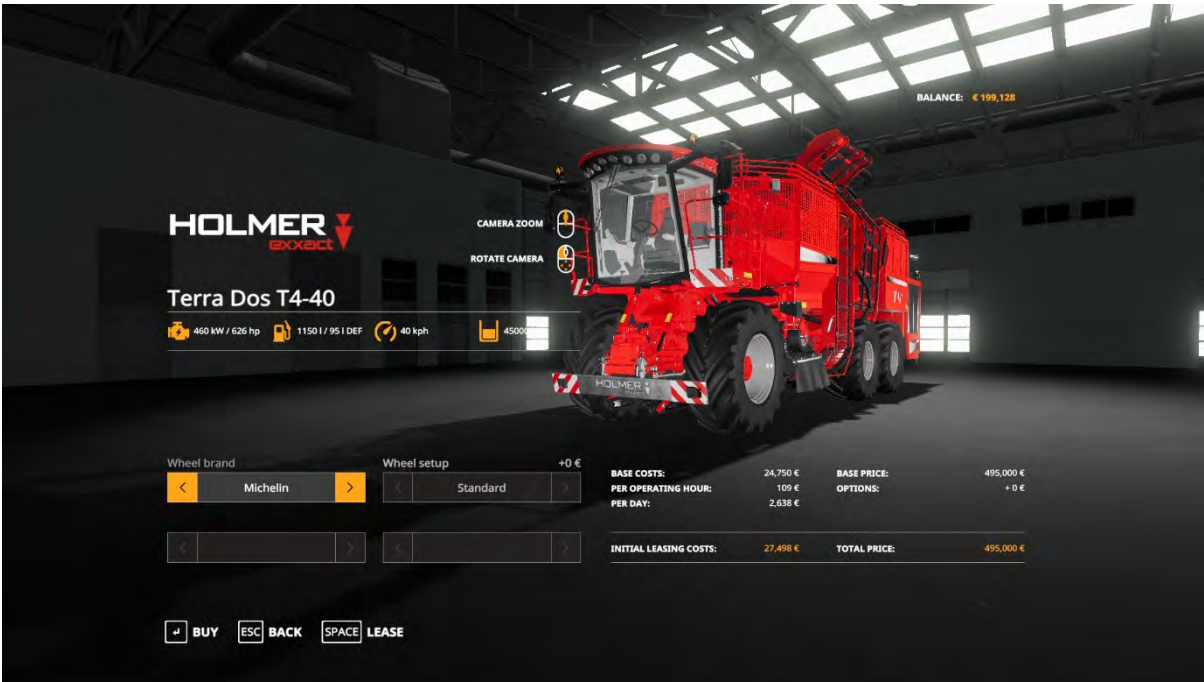 BALANCE: € 199,128
HOLMER
exxact
CAMERA ZOOM
ROTATE CAMERA
Terra Dos T4-40
460 kW / 626 hp 1150 l / 95 l DEF 40 kph 45000
T4
HOLMER
Wheel brand Wheel setup +0 €
< Michelin > < Standard >
BASE COSTS: 24,750 € BASE PRICE: 495,000 €
PER OPERATING HOUR: 109 € OPTIONS: + 0 €
PER DAY: 2,638 €
INITIAL LEASING COSTS: 27,498 € TOTAL PRICE: 495,000 €
↵ BUY ESC BACK SPACE LEASE